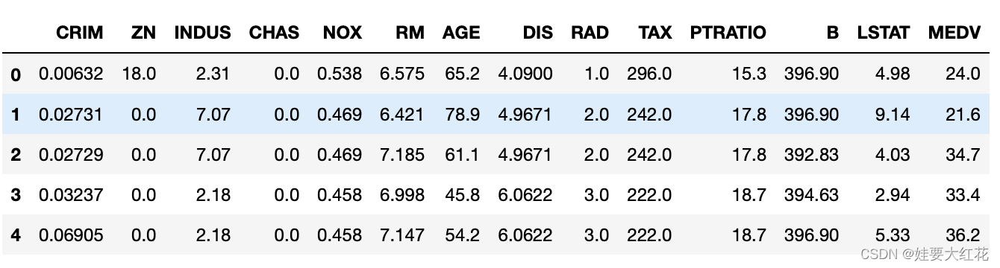 CRIM ZN INDUS CHAS NOX RM AGE DIS RAD TAX PTRATIO B LSTAT MEDV
0 0.00632 18.0 2.31 0.0 0.538 6.575 65.2 4.0900 1.0 296.0 15.3 396.90 4.98 24.0
1 0.02731 0.0 7.07 0.0 0.469 6.421 78.9 4.9671 2.0 242.0 17.8 396.90 9.14 21.6
2 0.02729 0.0 7.07 0.0 0.469 7.185 61.1 4.9671 2.0 242.0 17.8 392.83 4.03 34.7
3 0.03237 0.0 2.18 0.0 0.458 6.998 45.8 6.0622 3.0 222.0 18.7 394.63 2.94 33.4
4 0.06905 0.0 2.18 0.0 0.458 7.147 54.2 6.0622 3.0 222.0 18.7 396.90 5.33 36.2
CSDN @娃要大红花